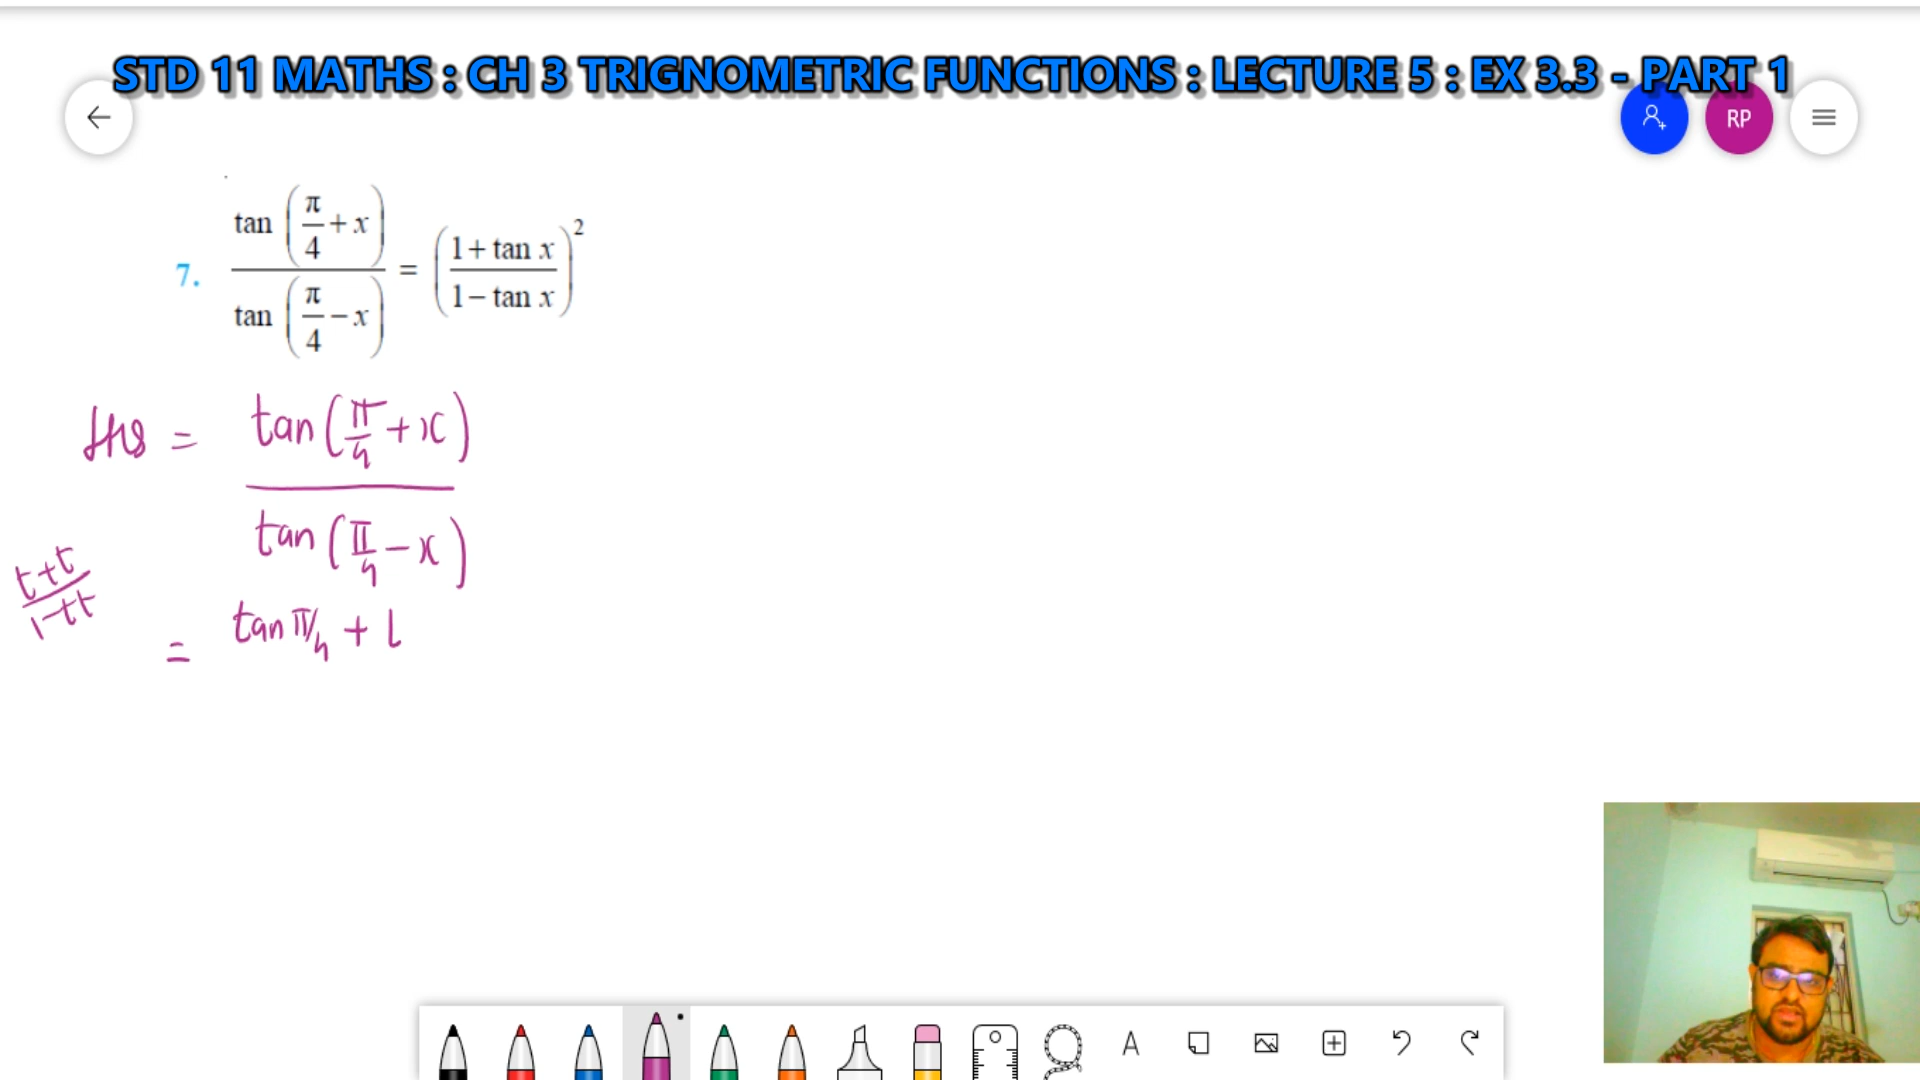 STD 11 MATHS : CH 3 TRIGNOMETRIC FUNCTIONS : LECTURE 5 : EX 3.3 - PART 1
RP
7. tan (π/4 + x) / tan (π/4 − x) = ((1 + tan x) / (1 − tan x))²
LHS = tan (π/4 + x) / tan (π/4 − x)
t+t / 1-tt
= tan π/4 + t
A